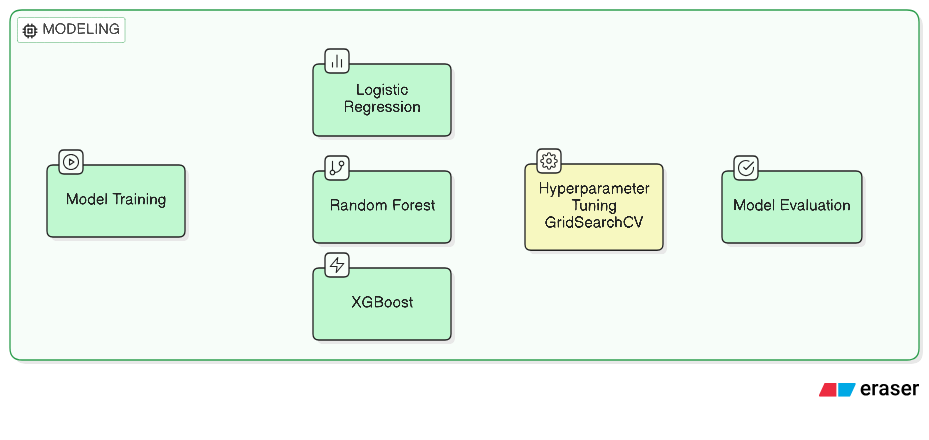 MODELING
Logistic
Regression
Model Training
Random Forest
XGBoost
Hyperparameter
Tuning
GridSearchCV
Model Evaluation
eraser